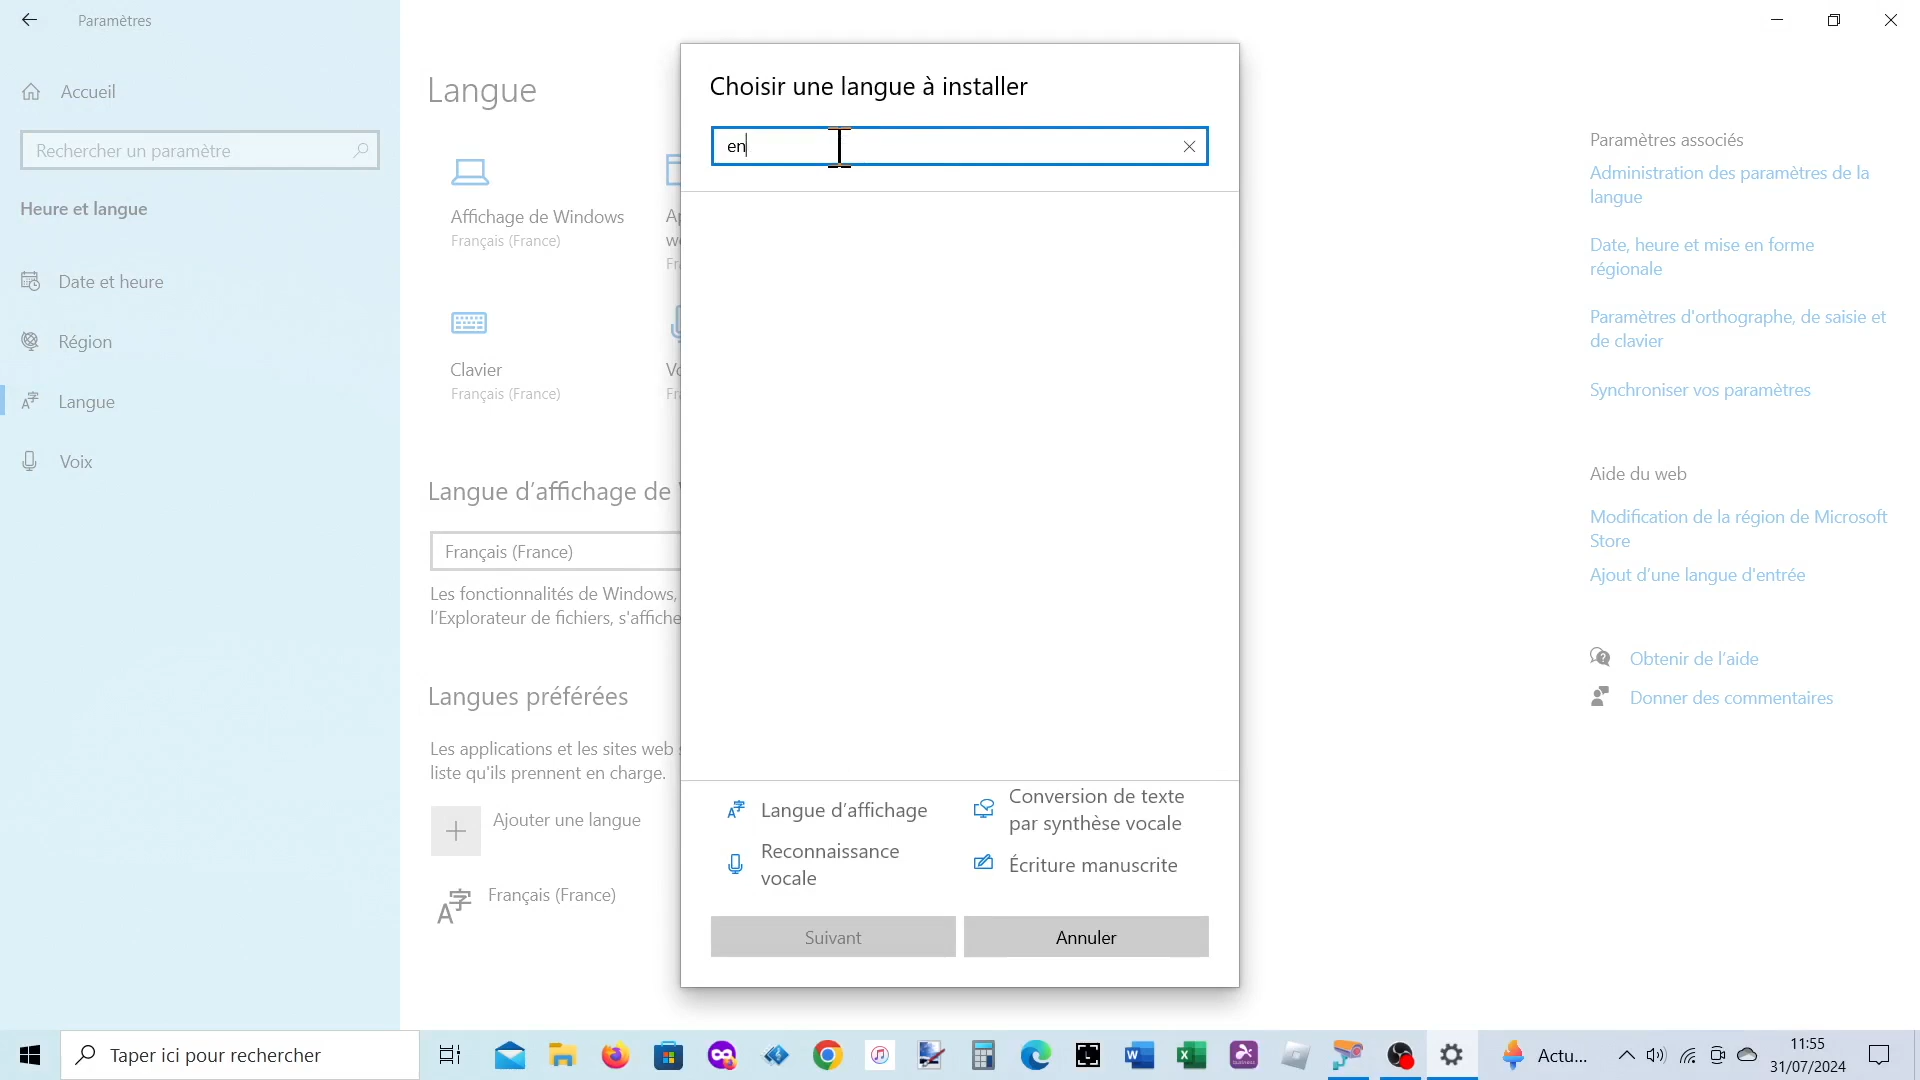 Paramètres
Accueil
Rechercher un paramètre
Heure et langue
Date et heure
Région
Langue
Voix
Langue
Affichage de Windows
Français (France)
Clavier
Français (France)
Langue d’affichage de
Français (France)
Les fonctionnalités de Windows,
l’Explorateur de fichiers, s'affiche
Langues préférées
Les applications et les sites web
liste qu'ils prennent en charge.
Ajouter une langue
Français (France)
Choisir une langue à installer
en
Langue d’affichage
Conversion de texte
par synthèse vocale
Reconnaissance
vocale
Écriture manuscrite
Suivant
Annuler
Paramètres associés
Administration des paramètres de la
langue
Date, heure et mise en forme
régionale
Paramètres d'orthographe, de saisie et
de clavier
Synchroniser vos paramètres
Aide du web
Modification de la région de Microsoft
Store
Ajout d’une langue d'entrée
Obtenir de l’aide
Donner des commentaires
Taper ici pour rechercher
Actu...
11:55
31/07/2024